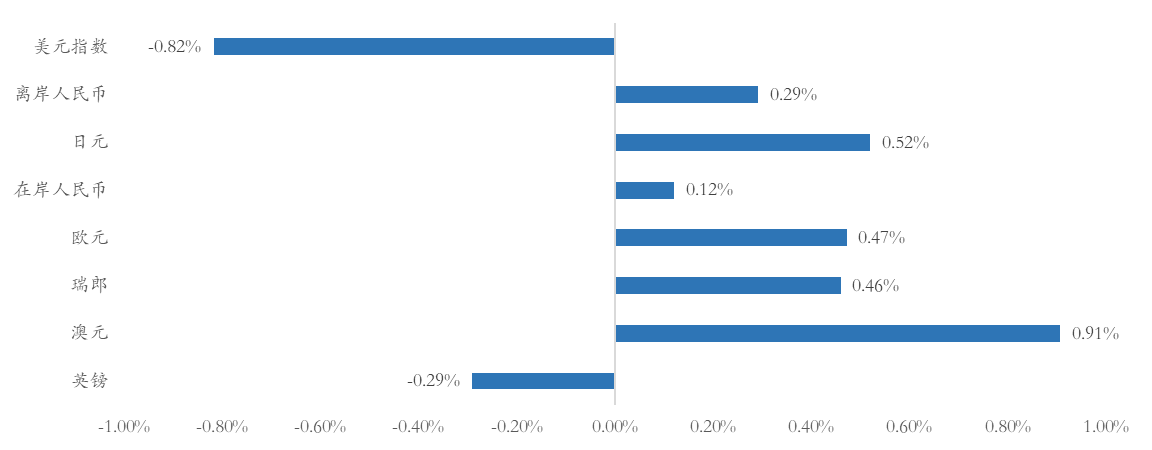 美元指数 -0.82%
离岸人民币 0.29%
日元 0.52%
在岸人民币 0.12%
欧元 0.47%
瑞郎 0.46%
澳元 0.91%
英镑 -0.29%
-1.00% -0.80% -0.60% -0.40% -0.20% 0.00% 0.20% 0.40% 0.60% 0.80% 1.00%